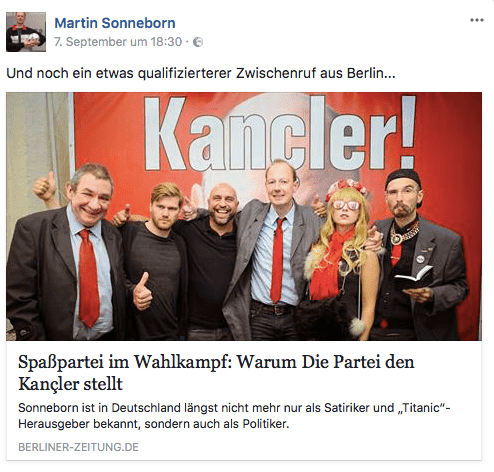 Martin Sonneborn
7. September um 18:30 ·
Und noch ein etwas qualifizierterer Zwischenruf aus Berlin...
Kançler!
Spaßpartei im Wahlkampf: Warum Die Partei den
Kançler stellt
Sonneborn ist in Deutschland längst nicht mehr nur als Satiriker und „Titanic“-
Herausgeber bekannt, sondern auch als Politiker.
BERLINER-ZEITUNG.DE